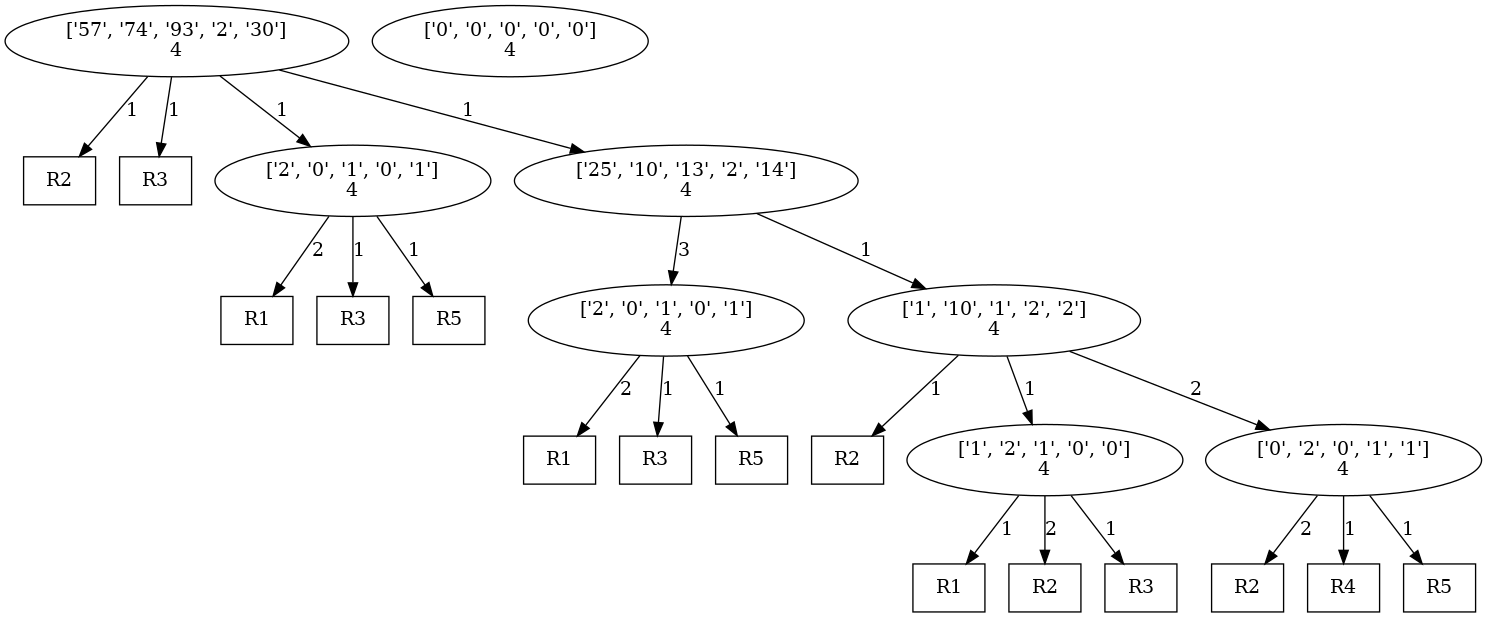 ['57', '74', '93', '2', '30']
4
['0', '0', '0', '0', '0']
4
1
1
1
1
R2
R3
['2', '0', '1', '0', '1']
4
['25', '10', '13', '2', '14']
4
2
1
1
3
1
R1
R3
R5
['2', '0', '1', '0', '1']
4
['1', '10', '1', '2', '2']
4
2
1
1
1
1
2
R1
R3
R5
R2
['1', '2', '1', '0', '0']
4
['0', '2', '0', '1', '1']
4
1
2
1
2
1
1
R1
R2
R3
R2
R4
R5